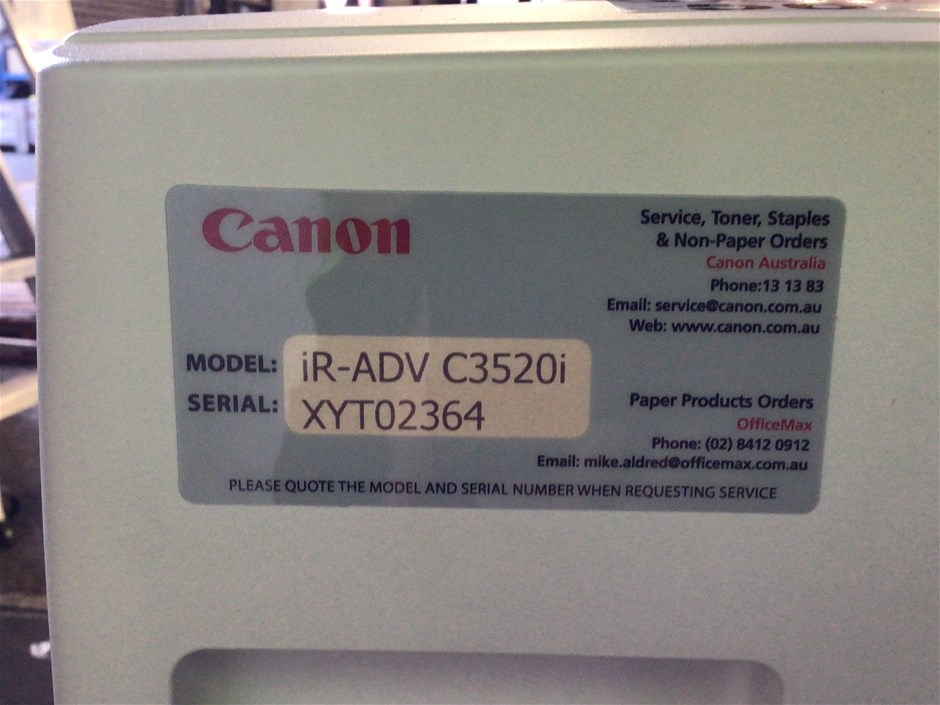 Canon
Service, Toner, Staples
& Non-Paper Orders
Canon Australia
Phone:13 13 83
Email: service@canon.com.au
Web: www.canon.com.au
MODEL: iR-ADV C3520i
SERIAL: XYT02364
Paper Products Orders
OfficeMax
Phone: (02) 8412 0912
Email: mike.aldred@officemax.com.au
PLEASE QUOTE THE MODEL AND SERIAL NUMBER WHEN REQUESTING SERVICE